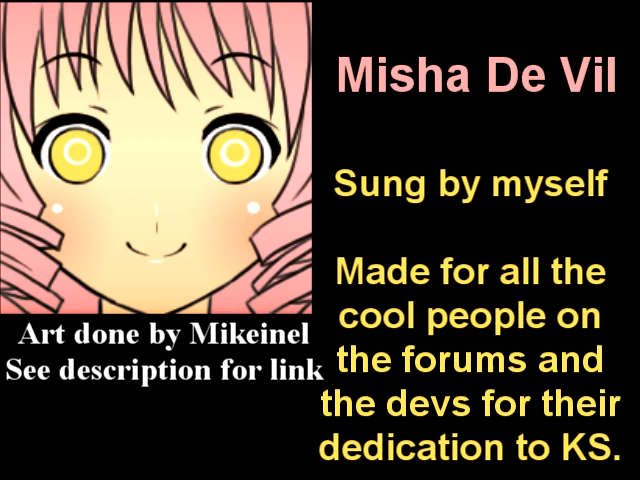 Misha De Vil
Sung by myself
Made for all the
cool people on
the forums and
the devs for their
dedication to KS.
Art done by Mikeinel
See description for link